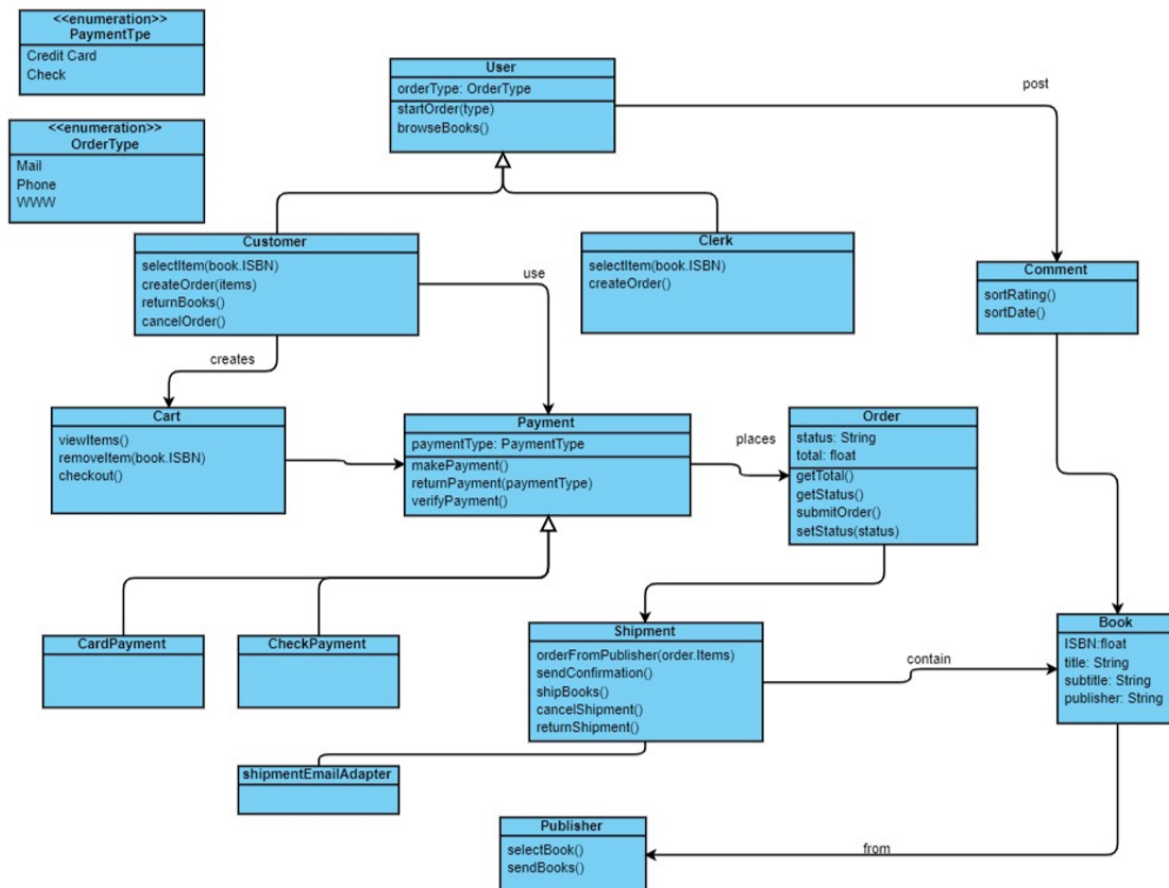 <<enumeration>>
PaymentTpe
Credit Card
Check
<<enumeration>>
OrderType
Mail
Phone
WWW
User
orderType: OrderType
startOrder(type)
browseBooks()
post
Customer
selectItem(book.ISBN)
createOrder(items)
returnBooks()
cancelOrder()
use
Clerk
selectItem(book.ISBN)
createOrder()
Comment
sortRating()
sortDate()
creates
Cart
viewItems()
removeItem(book.ISBN)
checkout()
Payment
paymentType: PaymentType
makePayment()
returnPayment(paymentType)
verifyPayment()
places
Order
status: String
total: float
getTotal()
getStatus()
submitOrder()
setStatus(status)
CardPayment
CheckPayment
Shipment
orderFromPublisher(order.Items)
sendConfirmation()
shipBooks()
cancelShipment()
returnShipment()
contain
Book
ISBN:float
title: String
subtitle: String
publisher: String
shipmentEmailAdapter
Publisher
selectBook()
sendBooks()
from